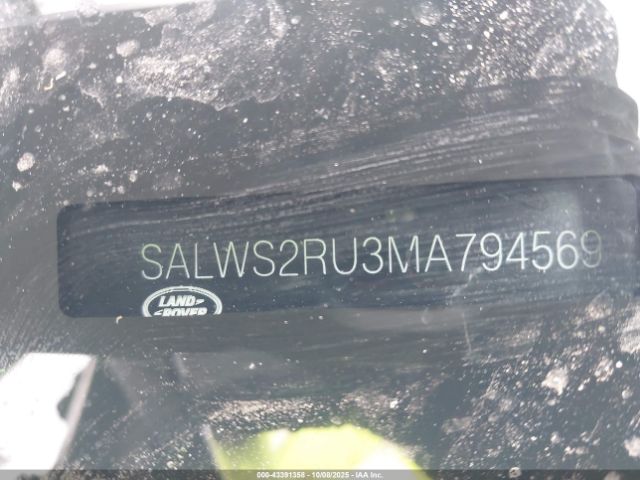 SALWS2RU3MA794569
LAND
ROVER
000-43391358 - 10/08/2025 - IAA Inc.